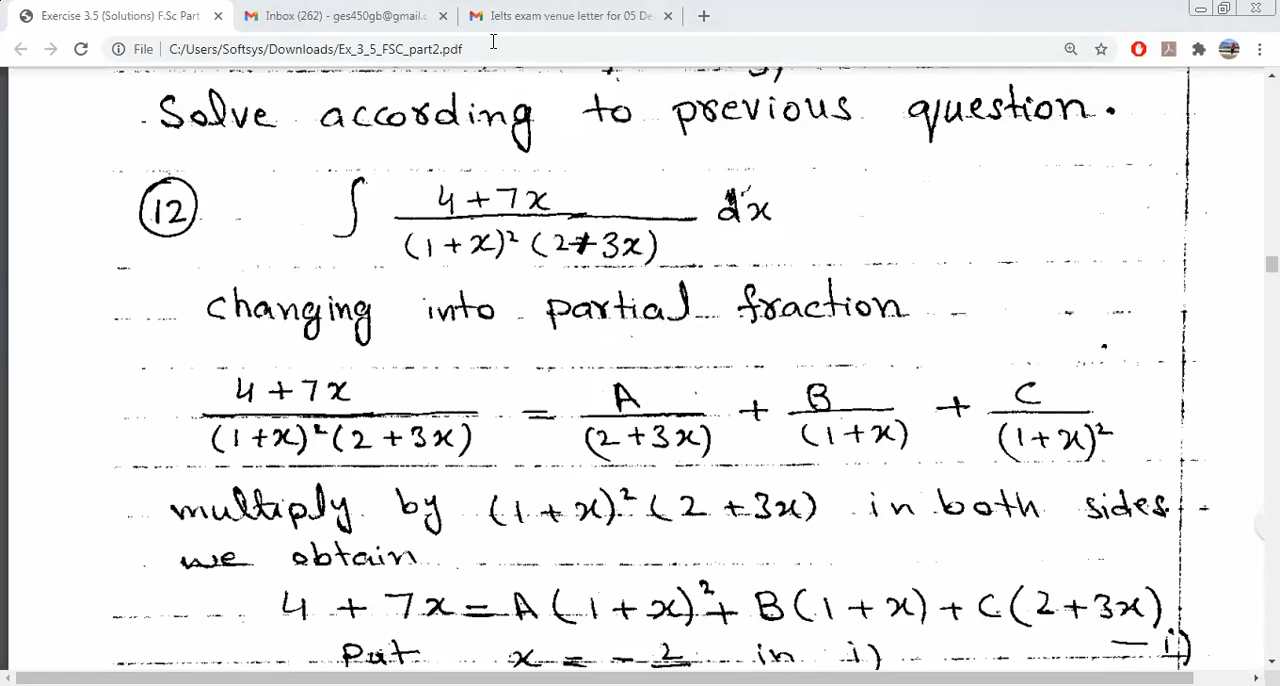 Exercise 3.5 (Solutions) F.Sc Part
Inbox (262) - ges450gb@gmail.c
Ielts exam venue letter for 05 De
File | C:/Users/Softsys/Downloads/Ex_3_5_FSC_part2.pdf
Solve according to previous question.
(12) ∫ 4+7x / (1+x)² (2+3x) dx
changing into partial fraction
4+7x / (1+x)²(2+3x) = A / (2+3x) + B / (1+x) + C / (1+x)²
multiply by (1+x)² (2+3x) in both sides
we obtain
4 + 7x = A(1+x)² + B(1+x) + C(2+3x) — i)
Put x = - 2 in i)